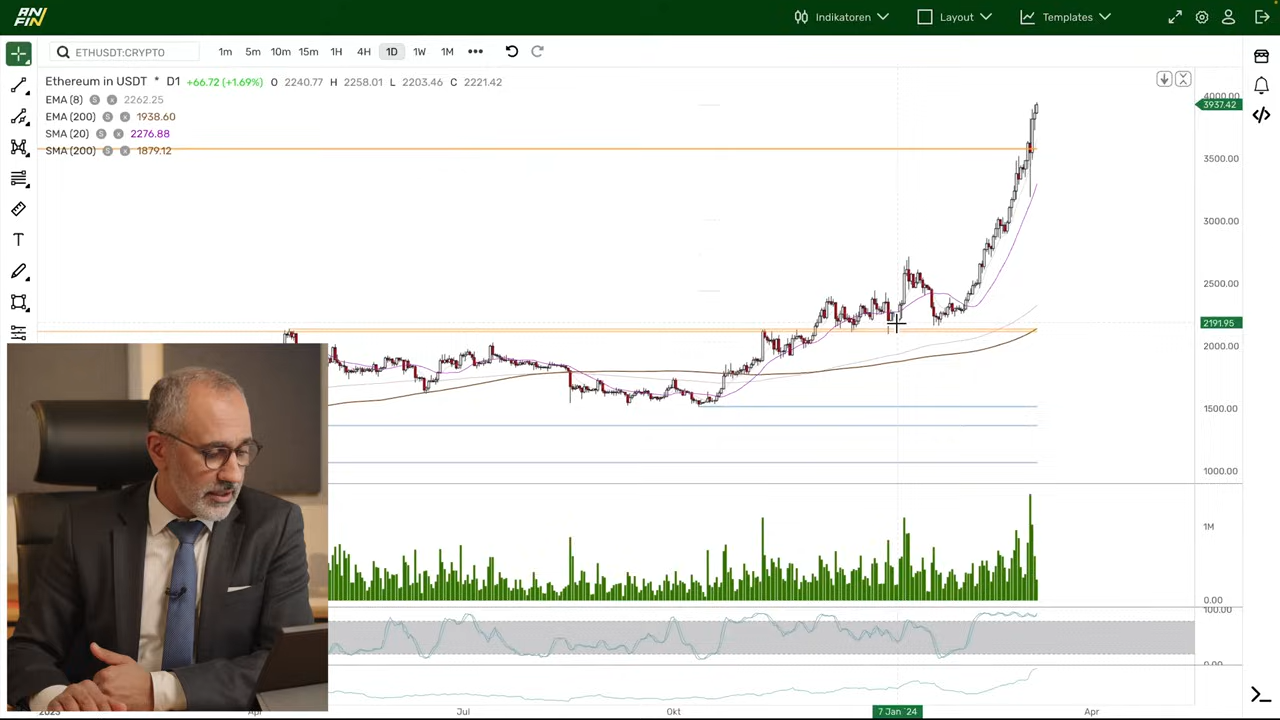 ANI
FIN
Indikatoren
Layout
Templates
ETHUSDT:CRYPTO
1m 5m 10m 15m 1H 4H 1D 1W 1M
Ethereum in USDT * D1 +66.72 (+1.69%) O 2240.77 H 2258.01 L 2203.46 C 2221.42
EMA (8) S x 2262.25
EMA (200) S x 1938.60
SMA (20) S x 2276.88
SMA (200) S x 1879.12
T
4000.00
3937.42
3500.00
3000.00
2500.00
2191.95
2000.00
1500.00
1000.00
1M
0.00
100.00
0.00
2023 Apr Jul Okt 7 Jan '24 Apr